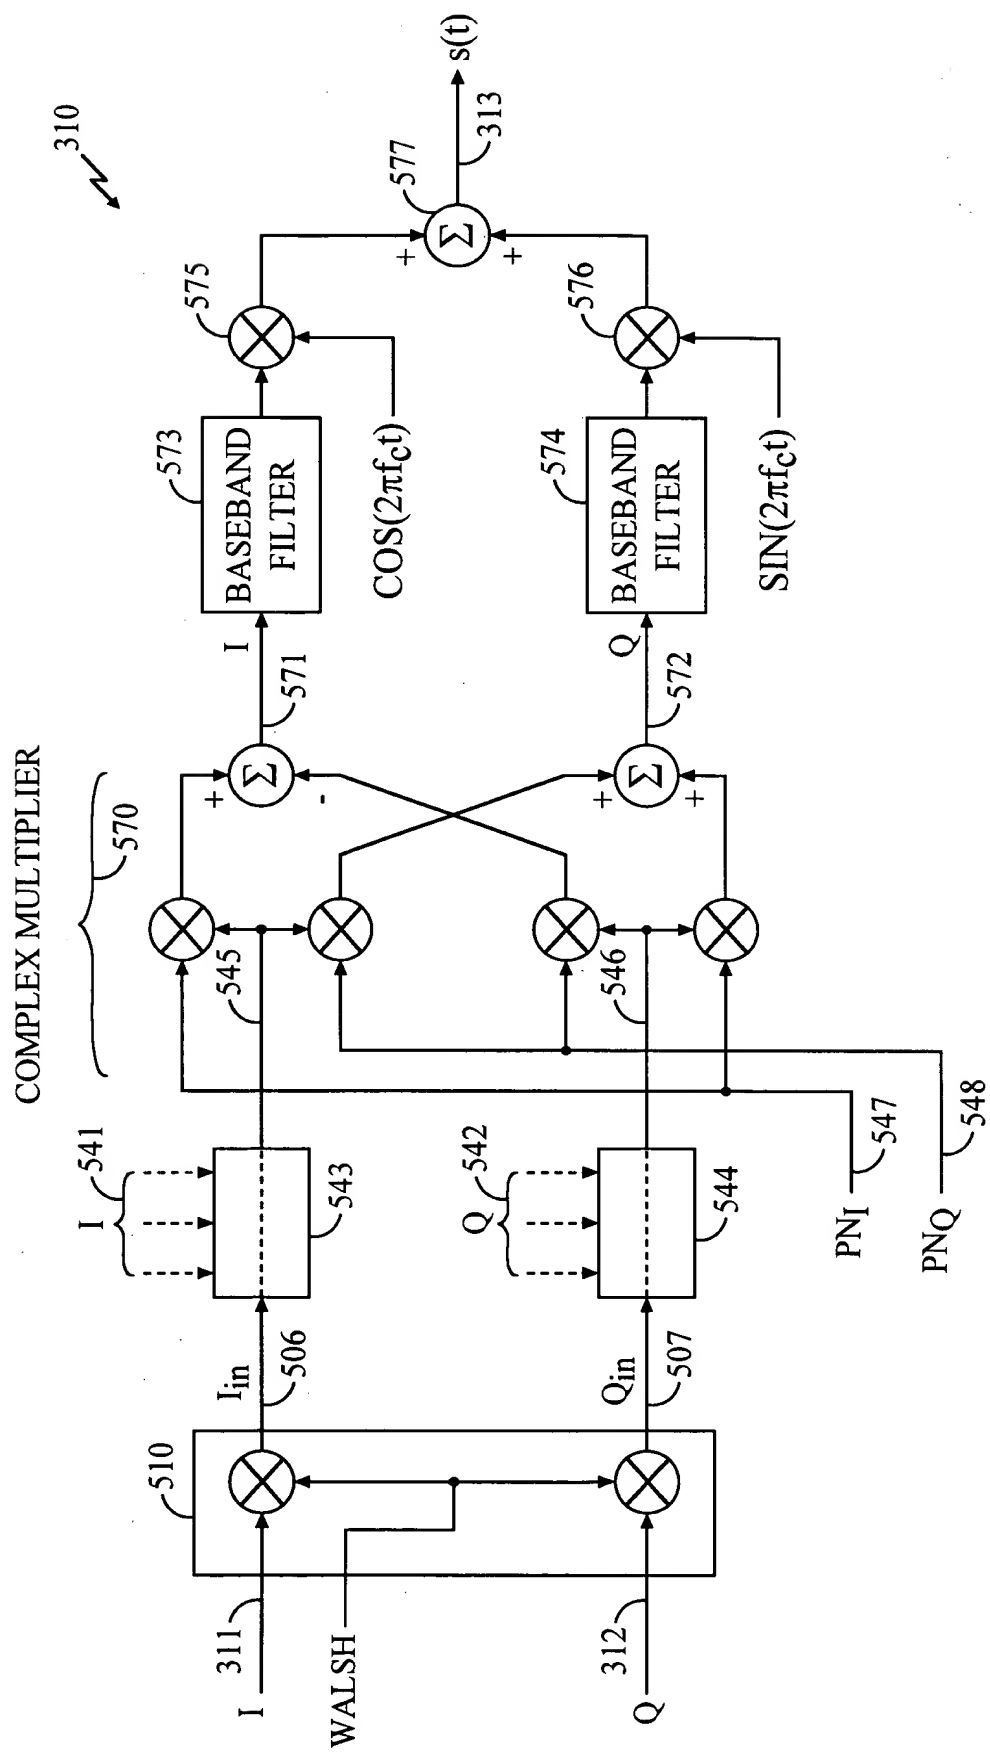 310
COMPLEX MULTIPLIER
570
I
311
WALSH
Q
312
510
Iin
506
Qin
507
I
541
543
Q
542
544
545
546
PNI
547
PNQ
548
+
-
Σ
+
+
Σ
571
I
572
Q
573
BASEBAND
FILTER
574
BASEBAND
FILTER
COS(2πfct)
SIN(2πfct)
575
576
+
+
Σ
577
313
s(t)